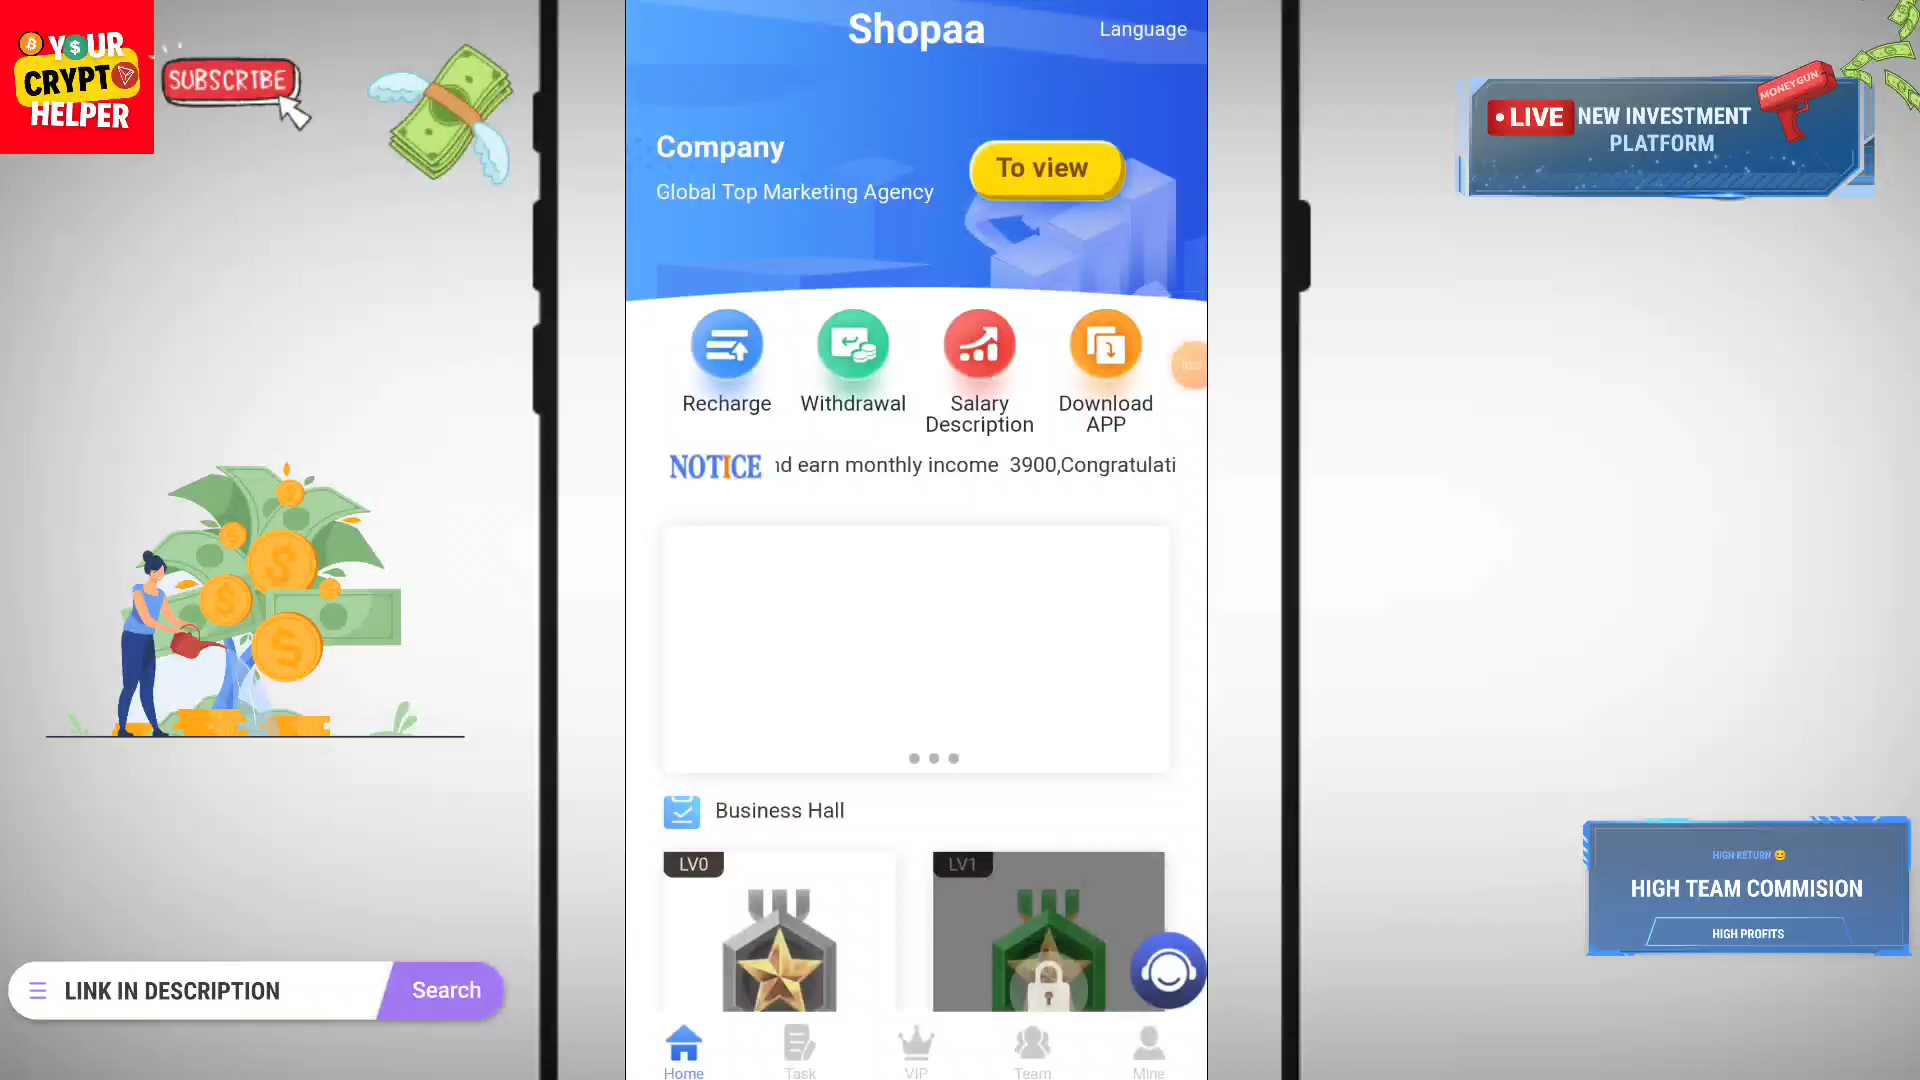 YOUR
CRYPTO
HELPER
SUBSCRIBE
Shopaa
Language
Company
Global Top Marketing Agency
To view
LIVE NEW INVESTMENT
PLATFORM
MONEYGUN
Recharge
Withdrawal
Salary
Description
Download
APP
NOTICE
nd earn monthly income 3900,Congratulati
Business Hall
LV0
LV1
HIGH RETURN 😊
HIGH TEAM COMMISION
HIGH PROFITS
LINK IN DESCRIPTION
Search
Home
Task
VIP
Team
Mine